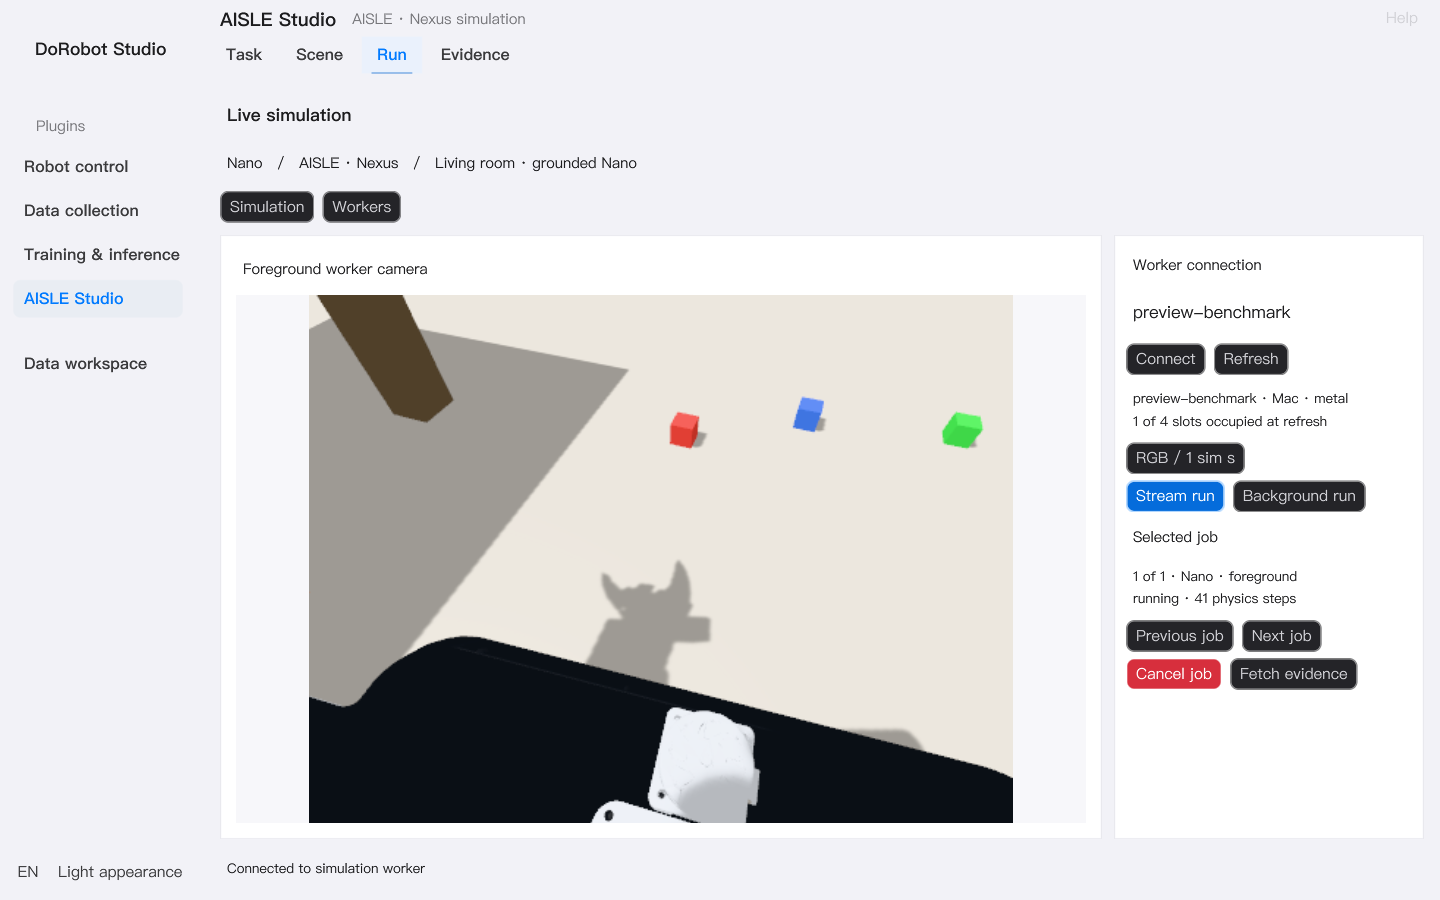 DoRobot Studio
Plugins
Robot control
Data collection
Training & inference
AISLE Studio
Data workspace
EN Light appearance
AISLE Studio AISLE · Nexus simulation
Help
Task Scene Run Evidence
Live simulation
Nano / AISLE · Nexus / Living room · grounded Nano
Simulation Workers
Foreground worker camera
Worker connection
preview-benchmark
Connect Refresh
preview-benchmark · Mac · metal
1 of 4 slots occupied at refresh
RGB / 1 sim s
Stream run Background run
Selected job
1 of 1 · Nano · foreground
running · 41 physics steps
Previous job Next job
Cancel job Fetch evidence
Connected to simulation worker